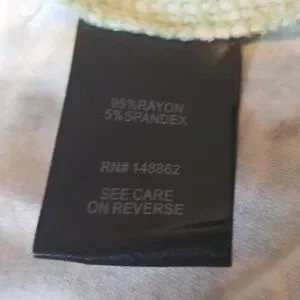 95%RAYON
5%SPANDEX
RN# 148862
SEE CARE
ON REVERSE